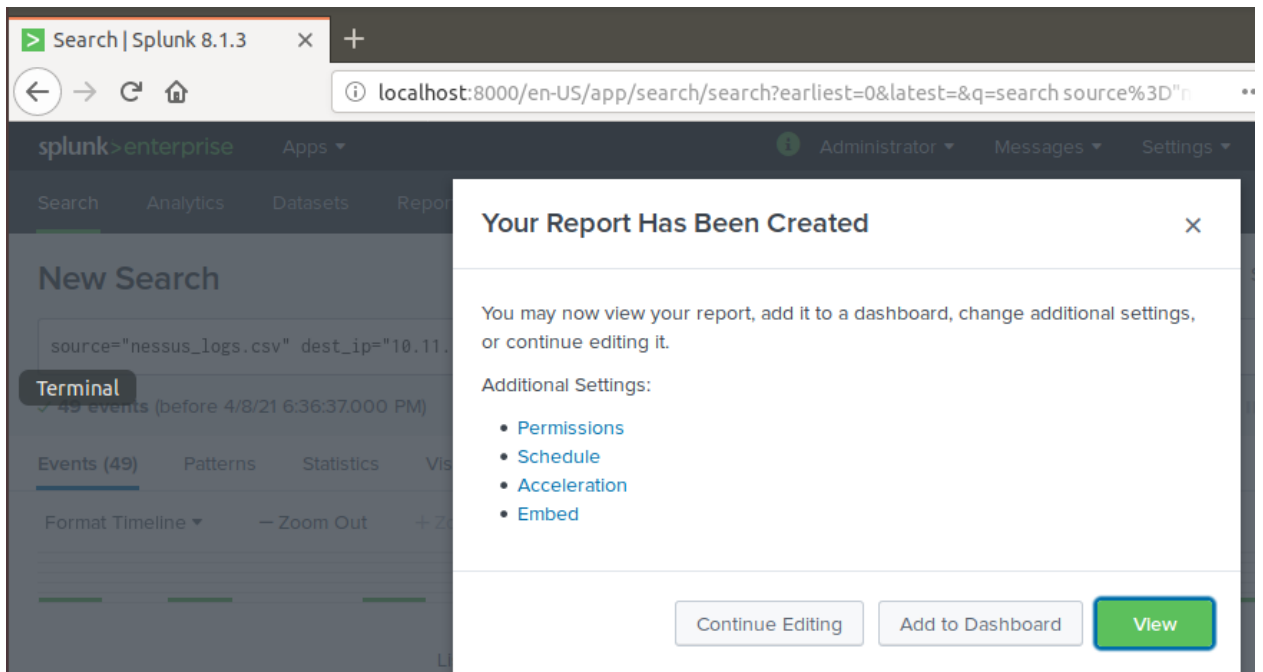 Search | Splunk 8.1.3
localhost:8000/en-US/app/search/search?earliest=0&latest=&q=search source%3D"n
splunk>enterprise Apps Administrator Messages Settings
Search Analytics Datasets Repor
Your Report Has Been Created
New Search
You may now view your report, add it to a dashboard, change additional settings,
or continue editing it.
source="nessus_logs.csv" dest_ip="10.11.
Additional Settings:
Terminal
49 events (before 4/8/21 6:36:37.000 PM)
• Permissions
• Schedule
• Acceleration
• Embed
Events (49) Patterns Statistics Vis
Format Timeline — Zoom Out + Zo
Continue Editing Add to Dashboard View
Li